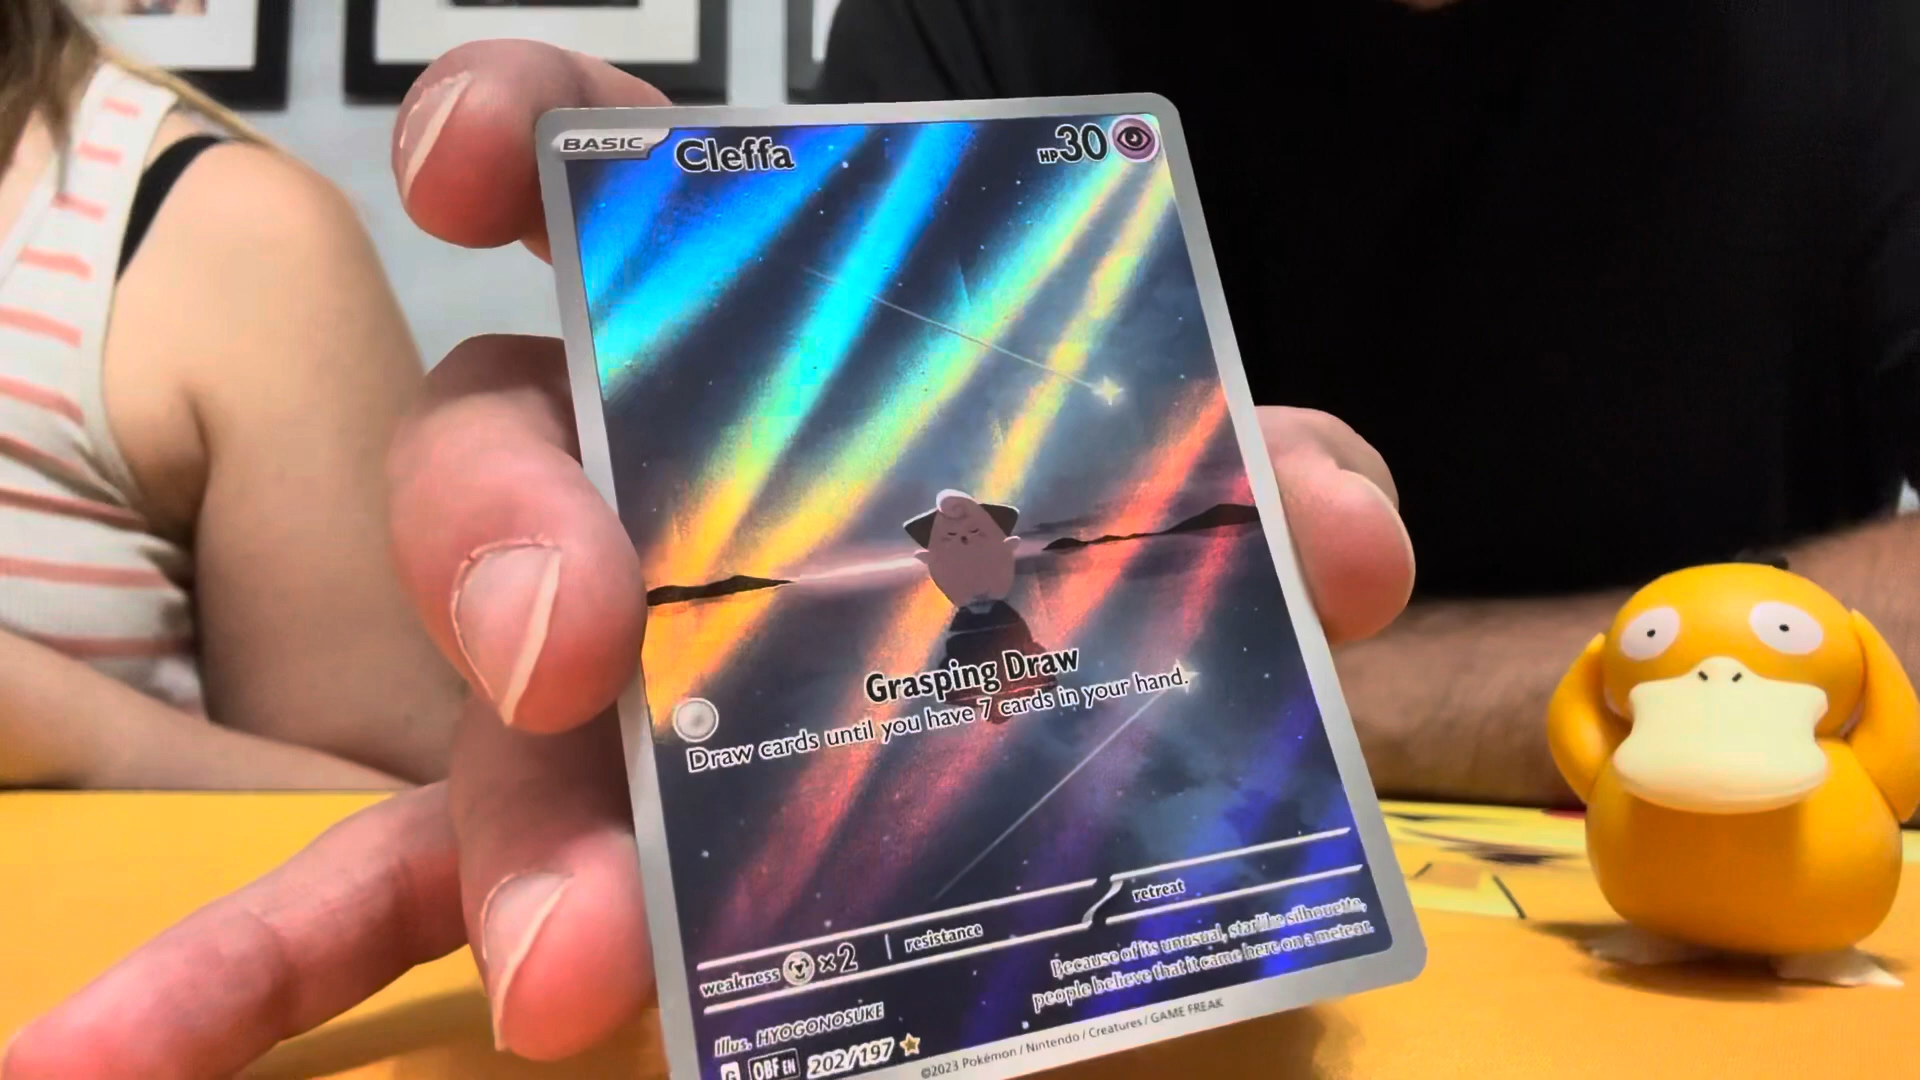 BASIC Cleffa HP30
Grasping Draw
Draw cards until you have 7 cards in your hand.
weakness ×2 resistance retreat
Because of its unusual, starlike silhouette,
people believe that it came here on a meteor.
Illus. HYOGONOSUKE
G OBF EN 202/197
©2023 Pokémon / Nintendo / Creatures / GAME FREAK